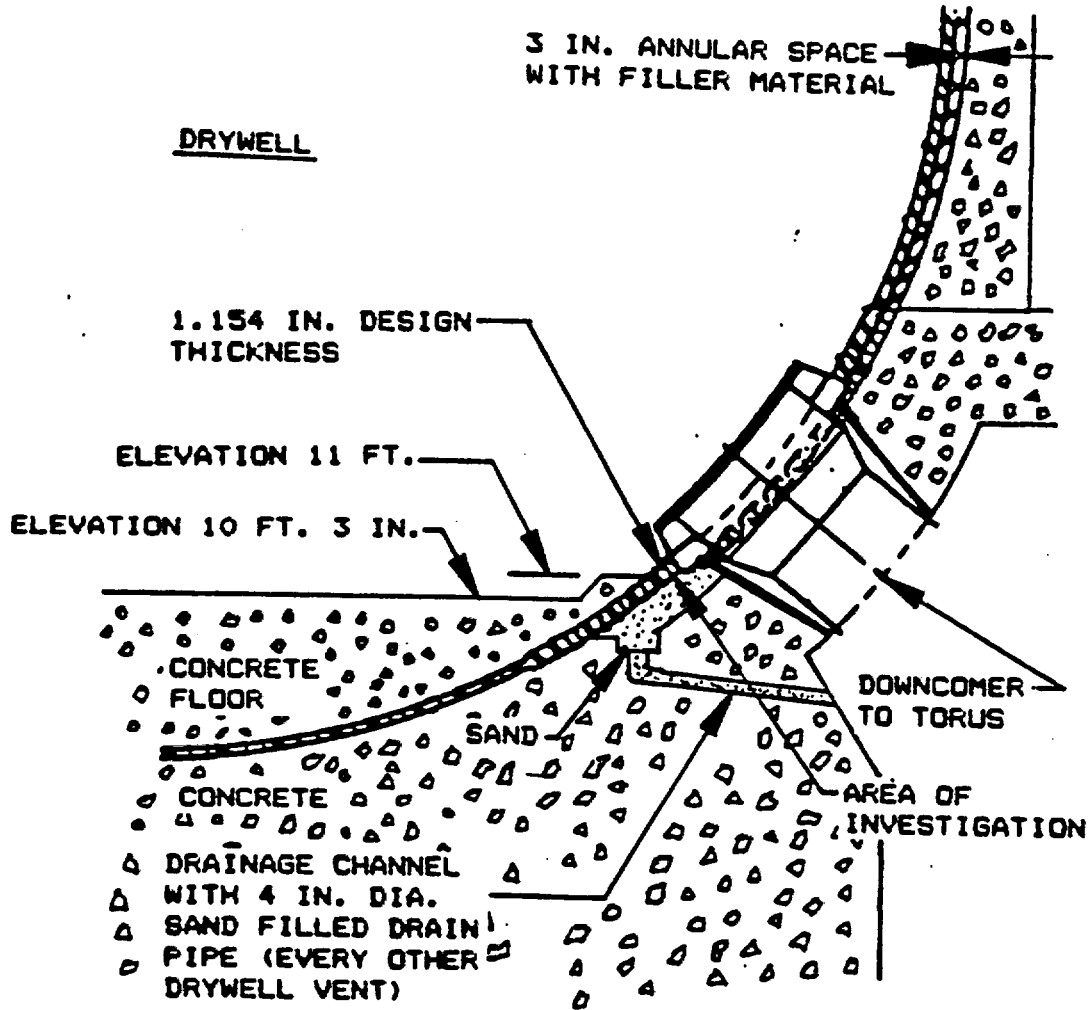 3 IN. ANNULAR SPACE
WITH FILLER MATERIAL
DRYWELL
1.154 IN. DESIGN
THICKNESS
ELEVATION 11 FT.
ELEVATION 10 FT. 3 IN.
CONCRETE
FLOOR
SAND
DOWNCOMER
TO TORUS
CONCRETE
AREA OF
INVESTIGATION
DRAINAGE CHANNEL
WITH 4 IN. DIA.
SAND FILLED DRAIN
PIPE (EVERY OTHER
DRYWELL VENT)